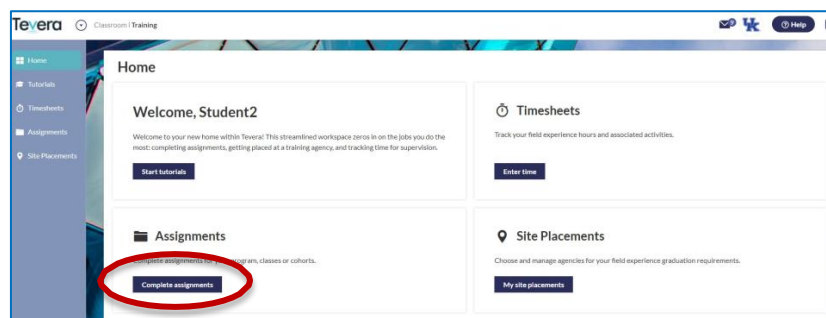 Tevera
Classroom | Training
UK
Help
Home
Tutorials
Timesheets
Assignments
Site Placements
Home
Welcome, Student2
Welcome to your new home within Tevera! This streamlined workspace zeros in on the jobs you do the
most: completing assignments, getting placed at a training agency, and tracking time for supervision.
Start tutorials
Timesheets
Track your field experience hours and associated activities.
Enter time
Assignments
Complete assignments for your program, classes or cohorts.
Complete assignments
Site Placements
Choose and manage agencies for your field experience graduation requirements.
My site placements